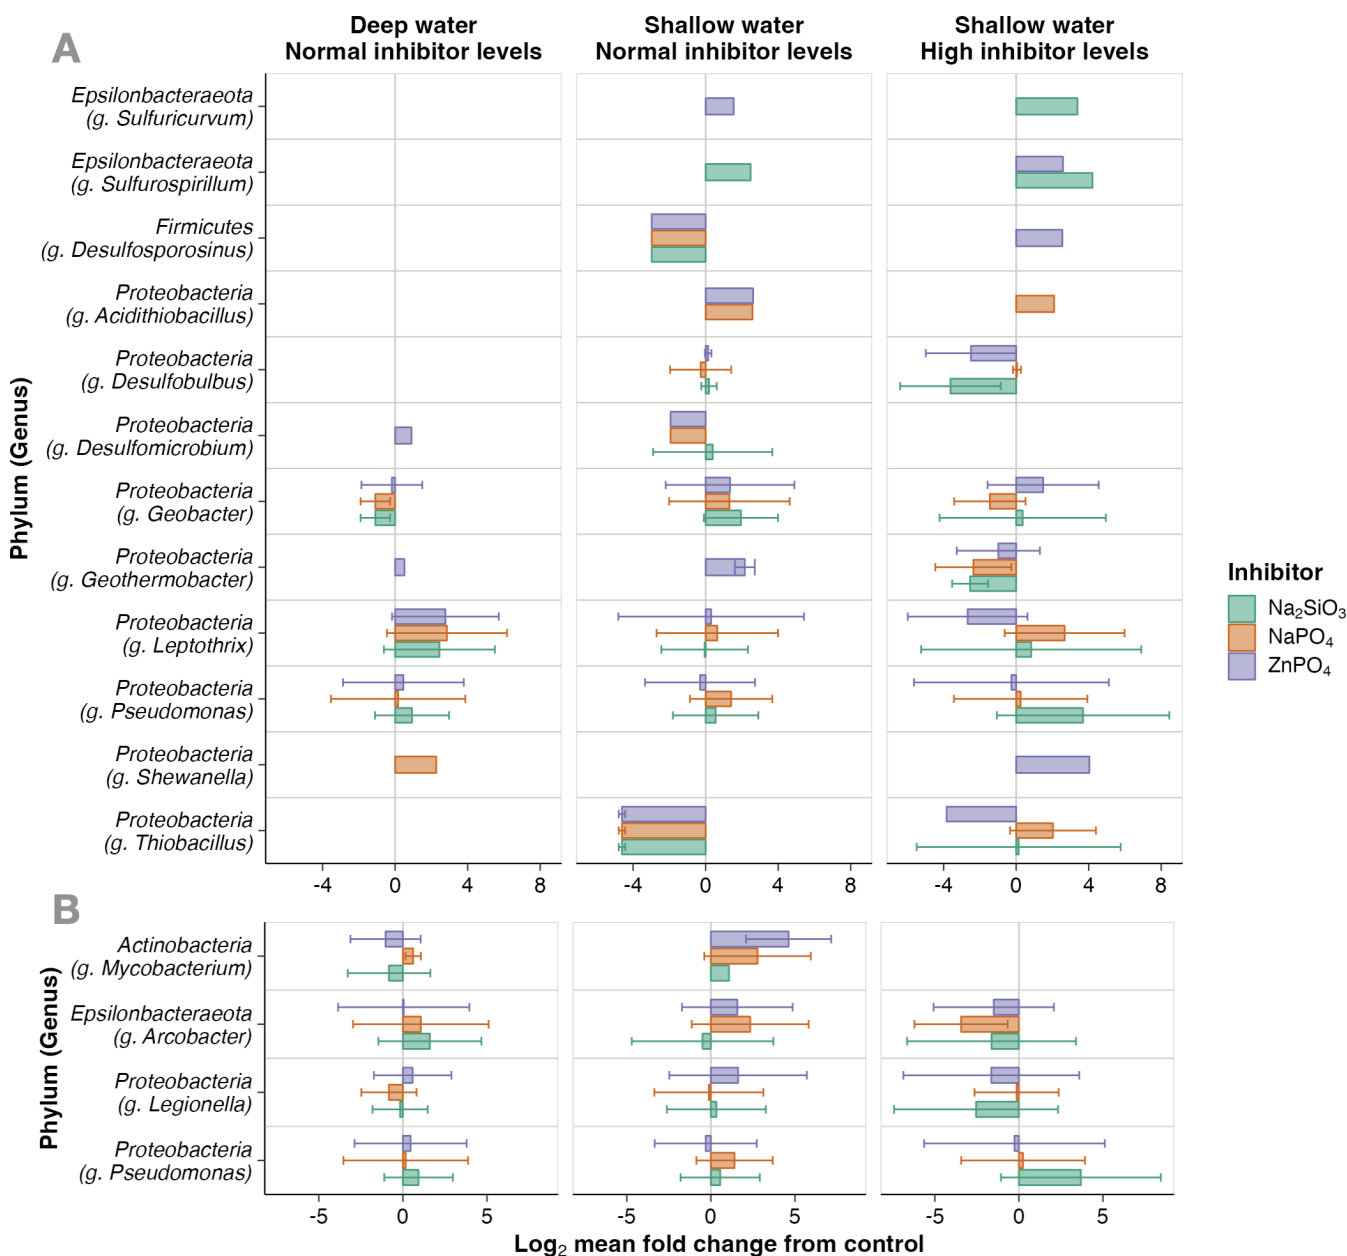 A
Deep water
Normal inhibitor levels
Shallow water
Normal inhibitor levels
Shallow water
High inhibitor levels
Phylum (Genus)
Epsilonbacteraeota
(g. Sulfuricurvum)
Epsilonbacteraeota
(g. Sulfurospirillum)
Firmicutes
(g. Desulfosporosinus)
Proteobacteria
(g. Acidithiobacillus)
Proteobacteria
(g. Desulfobulbus)
Proteobacteria
(g. Desulfomicrobium)
Proteobacteria
(g. Geobacter)
Proteobacteria
(g. Geothermobacter)
Proteobacteria
(g. Leptothrix)
Proteobacteria
(g. Pseudomonas)
Proteobacteria
(g. Shewanella)
Proteobacteria
(g. Thiobacillus)
-4 0 4 8 -4 0 4 8 -4 0 4 8
Inhibitor
Na₂SiO₃
NaPO₄
ZnPO₄
B
Phylum (Genus)
Actinobacteria
(g. Mycobacterium)
Epsilonbacteraeota
(g. Arcobacter)
Proteobacteria
(g. Legionella)
Proteobacteria
(g. Pseudomonas)
-5 0 5 -5 0 5 -5 0 5
Log₂ mean fold change from control